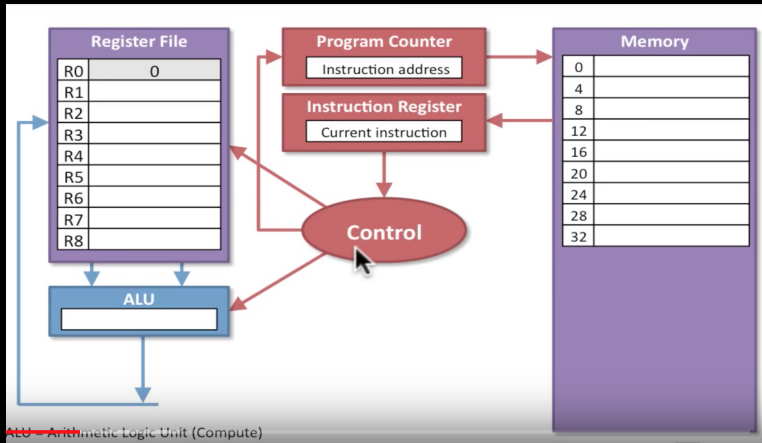 Register File
R0 0
R1
R2
R3
R4
R5
R6
R7
R8
ALU
Program Counter
Instruction address
Instruction Register
Current instruction
Control
Memory
0
4
8
12
16
20
24
28
32
ALU = Arithmetic Logic Unit (Compute)